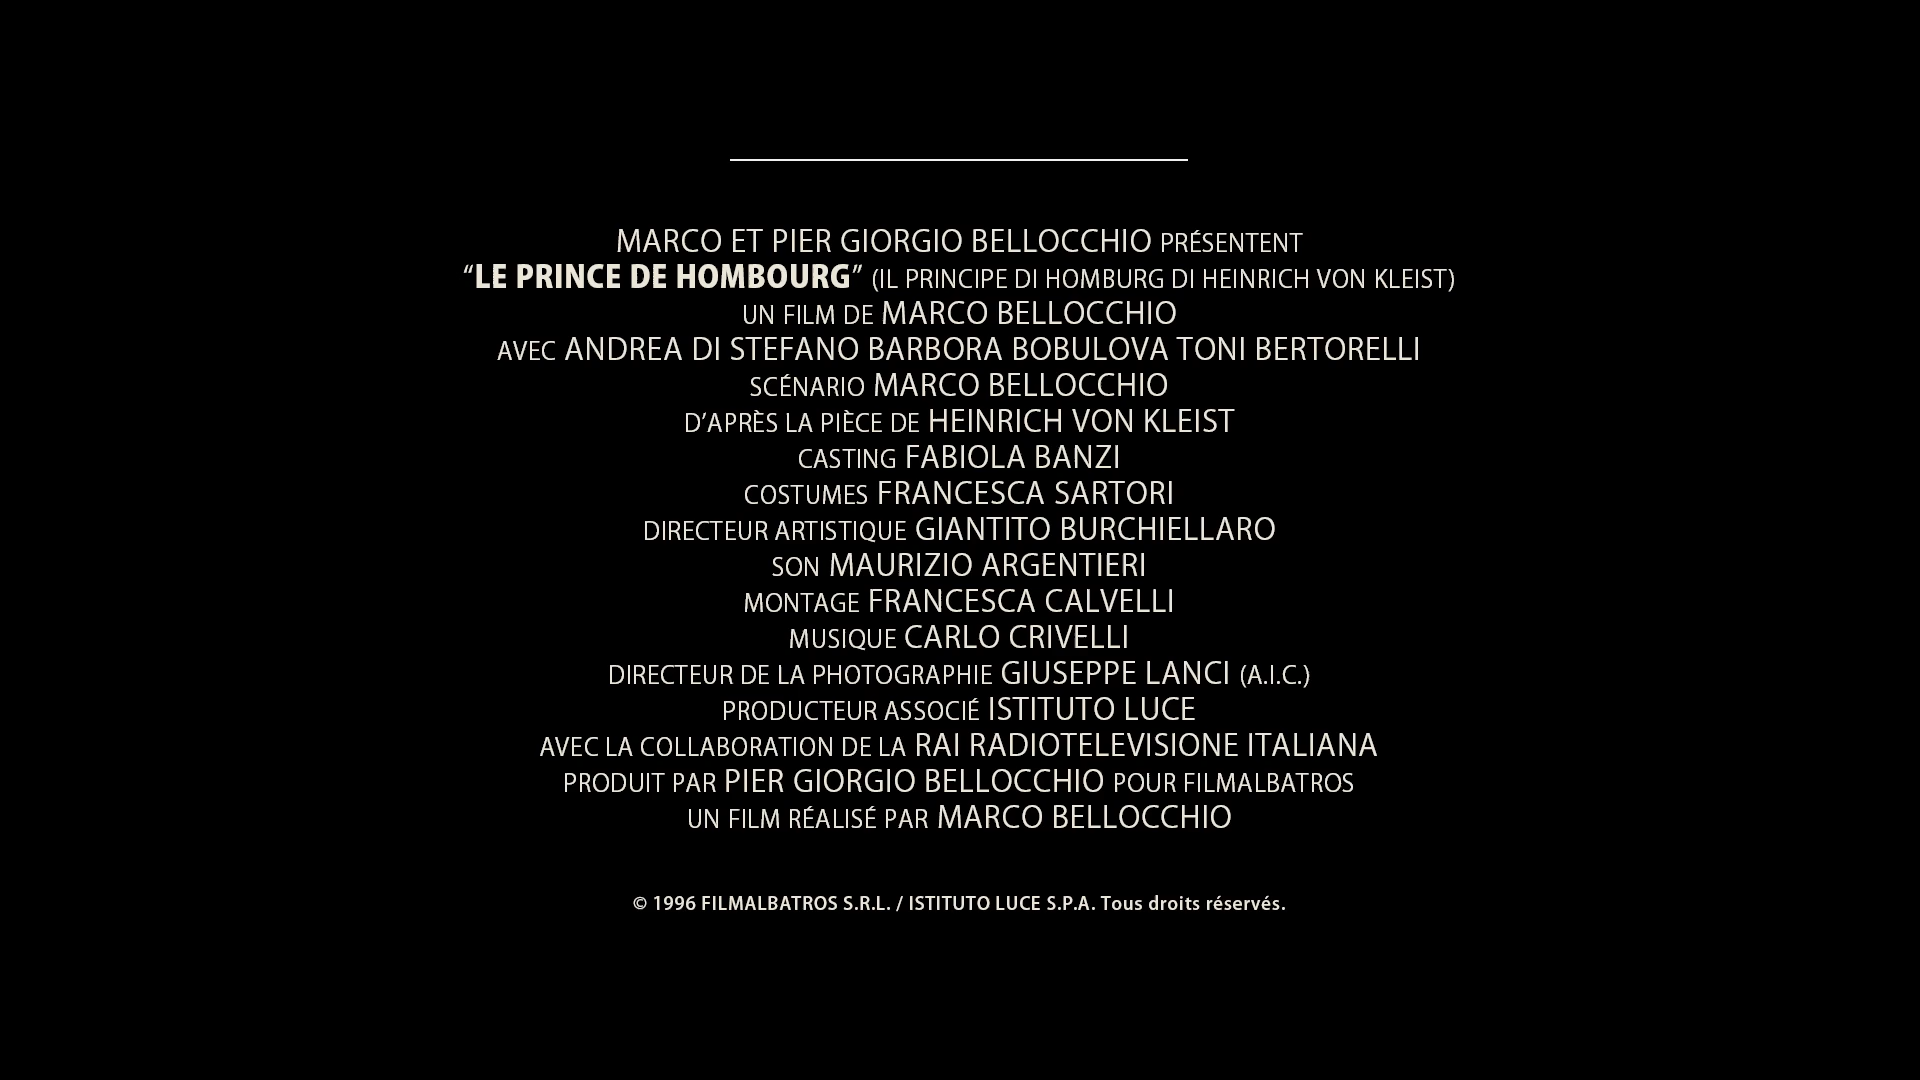 MARCO ET PIER GIORGIO BELLOCCHIO PRÉSENTENT
“LE PRINCE DE HOMBOURG” (IL PRINCIPE DI HOMBURG DI HEINRICH VON KLEIST)
UN FILM DE MARCO BELLOCCHIO
AVEC ANDREA DI STEFANO BARBORA BOBULOVA TONI BERTORELLI
SCÉNARIO MARCO BELLOCCHIO
D’APRÈS LA PIÈCE DE HEINRICH VON KLEIST
CASTING FABIOLA BANZI
COSTUMES FRANCESCA SARTORI
DIRECTEUR ARTISTIQUE GIANTITO BURCHIELLARO
SON MAURIZIO ARGENTIERI
MONTAGE FRANCESCA CALVELLI
MUSIQUE CARLO CRIVELLI
DIRECTEUR DE LA PHOTOGRAPHIE GIUSEPPE LANCI (A.I.C.)
PRODUCTEUR ASSOCIÉ ISTITUTO LUCE
AVEC LA COLLABORATION DE LA RAI RADIOTELEVISIONE ITALIANA
PRODUIT PAR PIER GIORGIO BELLOCCHIO POUR FILMALBATROS
UN FILM RÉALISÉ PAR MARCO BELLOCCHIO
© 1996 FILMALBATROS S.R.L. / ISTITUTO LUCE S.P.A. Tous droits réservés.